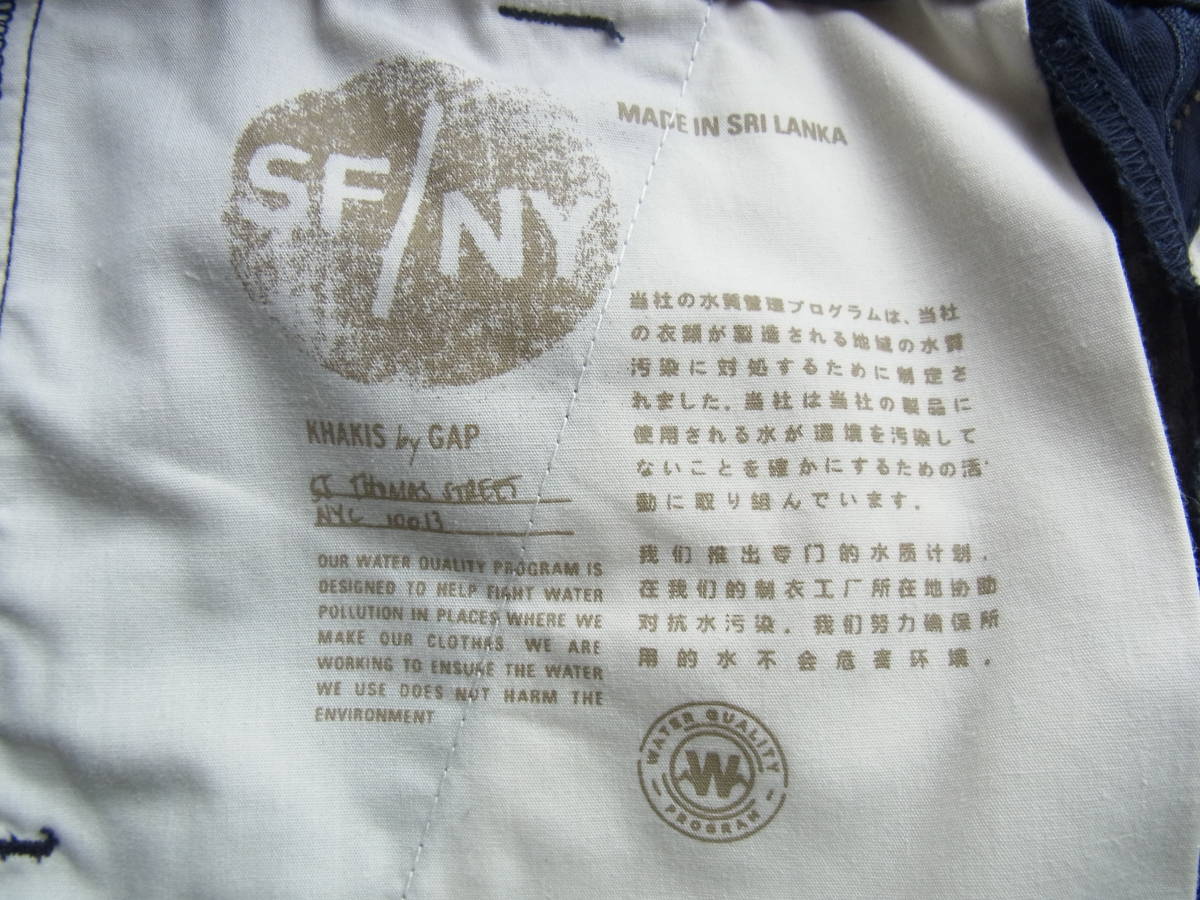 SF/NY
MADE IN SRI LANKA
KHAKIS by GAP
55 THOMAS STREET
NYC 10013
OUR WATER QUALITY PROGRAM IS
DESIGNED TO HELP FIGHT WATER
POLLUTION IN PLACES WHERE WE
MAKE OUR CLOTHES. WE ARE
WORKING TO ENSURE THE WATER
WE USE DOES NOT HARM THE
ENVIRONMENT
当社の水質管理プログラムは、当社
の衣類が製造される地域の水質
汚染に対処するために制定さ
れました。当社は当社の製品に
使用される水が環境を汚染して
ないことを確かにするための活
動に取り組んでいます。
我们推出专门的水质计划。
在我们的制衣工厂所在地协助
对抗水污染。我们努力确保所
用的水不会危害环境。
WATER QUALITY
W
PROGRAM